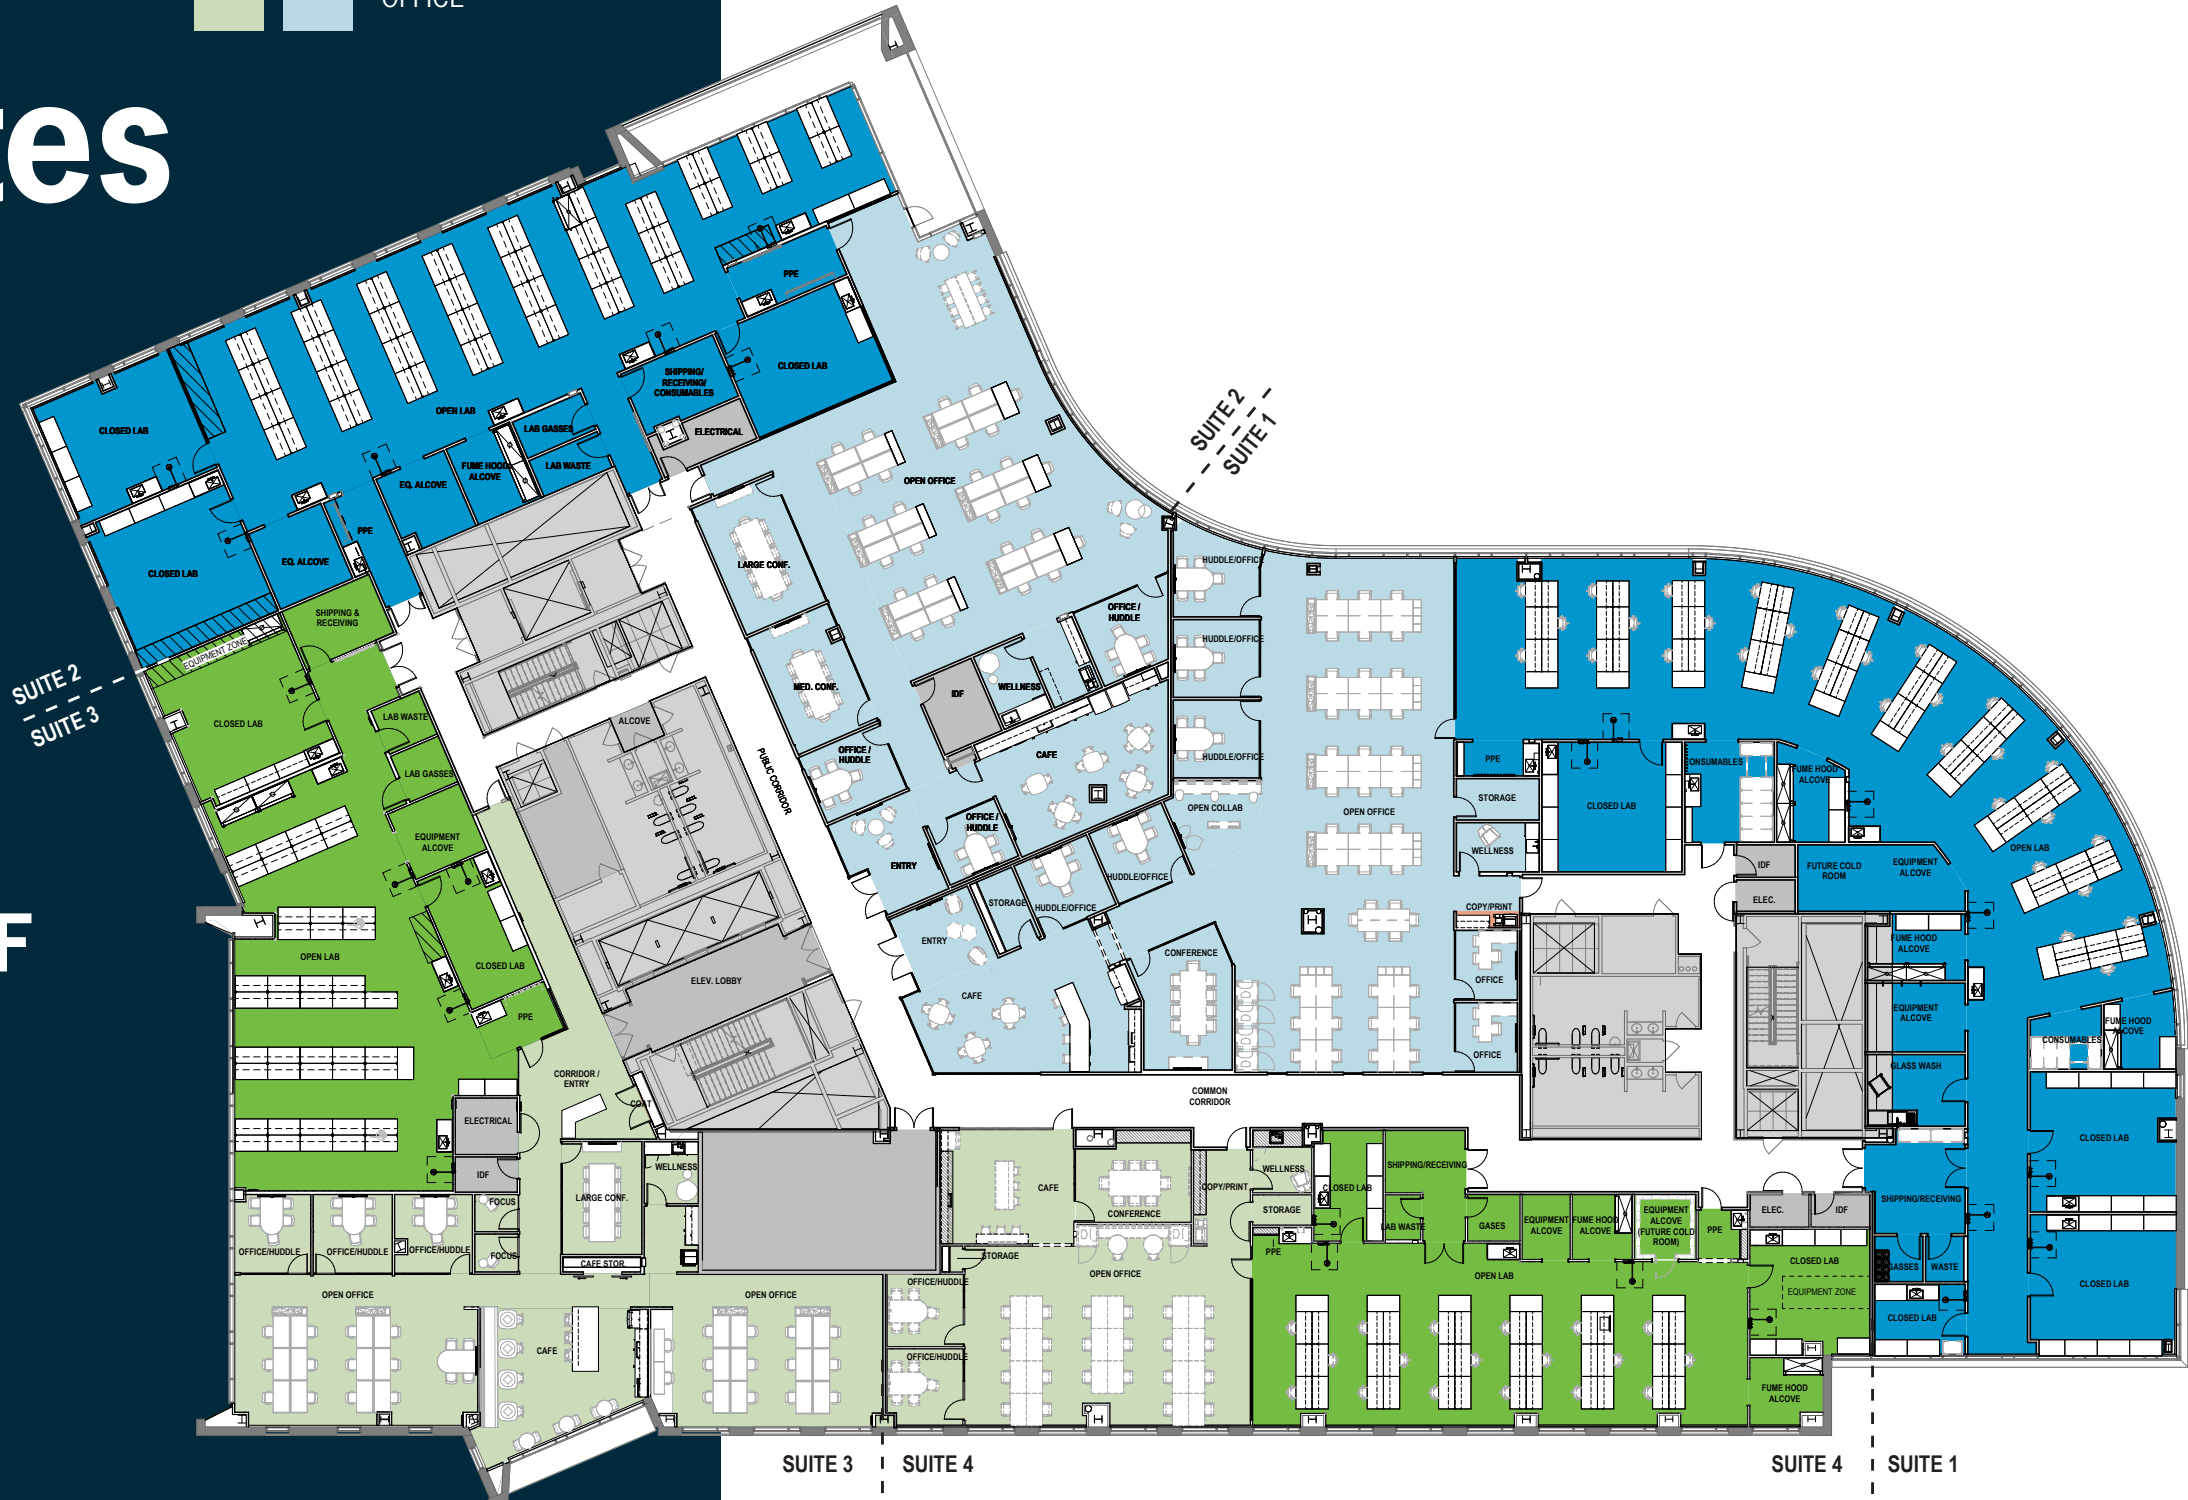 OFFICE
tes
F
SUITE 2
SUITE 1
SUITE 2
SUITE 3
PPE
CLOSED LAB
SHIPPING/
RECEIVING/
CONSUMABLES
ELECTRICAL
OPEN LAB
CLOSED LAB
LAB GASSES
LAB WASTE
FUME HOOD
ALCOVE
EQ. ALCOVE
PPE
EQ. ALCOVE
CLOSED LAB
OPEN OFFICE
LARGE CONF.
MED. CONF.
OFFICE /
HUDDLE
IDF
WELLNESS
OFFICE /
HUDDLE
CAFE
OFFICE /
HUDDLE
ENTRY
PUBLIC CORRIDOR
SHIPPING &
RECEIVING
EQUIPMENT ZONE
CLOSED LAB
LAB WASTE
LAB GASSES
EQUIPMENT
ALCOVE
ALCOVE
OPEN LAB
CLOSED LAB
PPE
ELEV. LOBBY
CORRIDOR /
ENTRY
COAT
ELECTRICAL
IDF
FOCUS
FOCUS
LARGE CONF.
WELLNESS
CAFE STOR.
OFFICE/HUDDLE
OFFICE/HUDDLE
OFFICE/HUDDLE
OPEN OFFICE
CAFE
OPEN OFFICE
HUDDLE/OFFICE
HUDDLE/OFFICE
HUDDLE/OFFICE
OPEN COLLAB
HUDDLE/OFFICE
HUDDLE/OFFICE
STORAGE
ENTRY
CAFE
CONFERENCE
OPEN OFFICE
PPE
STORAGE
WELLNESS
COPY/PRINT
OFFICE
OFFICE
CLOSED LAB
CONSUMABLES
FUME HOOD
ALCOVE
OPEN LAB
IDF
ELEC.
FUTURE COLD
ROOM
EQUIPMENT
ALCOVE
FUME HOOD
ALCOVE
EQUIPMENT
ALCOVE
GLASS WASH
CONSUMABLES
FUME HOOD
ALCOVE
CLOSED LAB
CLOSED LAB
SHIPPING/RECEIVING
GASSES
WASTE
CLOSED LAB
COMMON
CORRIDOR
CAFE
CONFERENCE
COPY/PRINT
WELLNESS
STORAGE
STORAGE
OPEN OFFICE
OFFICE/HUDDLE
OFFICE/HUDDLE
CLOSED LAB
SHIPPING/RECEIVING
LAB WASTE
GASES
EQUIPMENT
ALCOVE
FUME HOOD
ALCOVE
EQUIPMENT
ALCOVE
(FUTURE COLD
ROOM)
PPE
PPE
OPEN LAB
ELEC.
IDF
CLOSED LAB
EQUIPMENT ZONE
FUME HOOD
ALCOVE
SUITE 3
SUITE 4
SUITE 4
SUITE 1